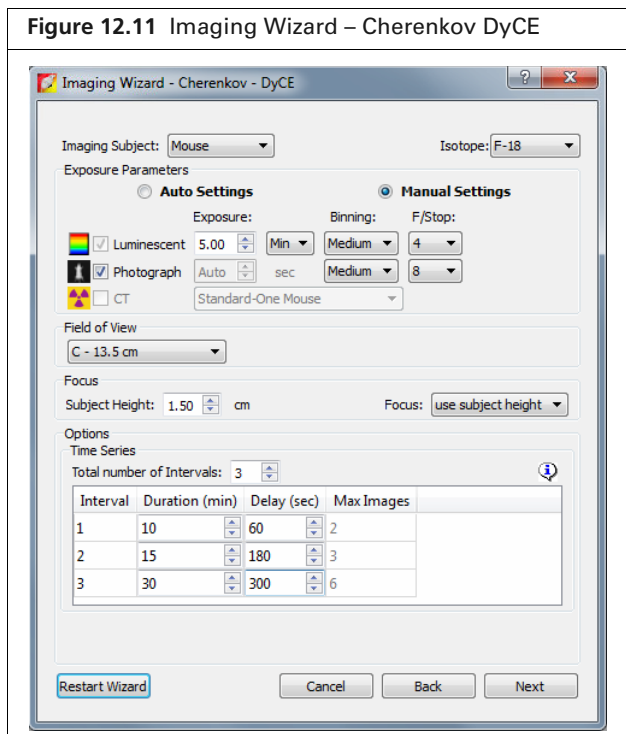 Figure 12.11 Imaging Wizard – Cherenkov DyCE
Imaging Wizard - Cherenkov - DyCE
Imaging Subject: Mouse Isotope: F-18
Exposure Parameters
Auto Settings Manual Settings
Exposure: Binning: F/Stop:
Luminescent 5.00 Min Medium 4
Photograph Auto sec Medium 8
CT Standard-One Mouse
Field of View
C - 13.5 cm
Focus
Subject Height: 1.50 cm Focus: use subject height
Options
Time Series
Total number of Intervals: 3
Interval Duration (min) Delay (sec) Max Images
1 10 60 2
2 15 180 3
3 30 300 6
Restart Wizard Cancel Back Next